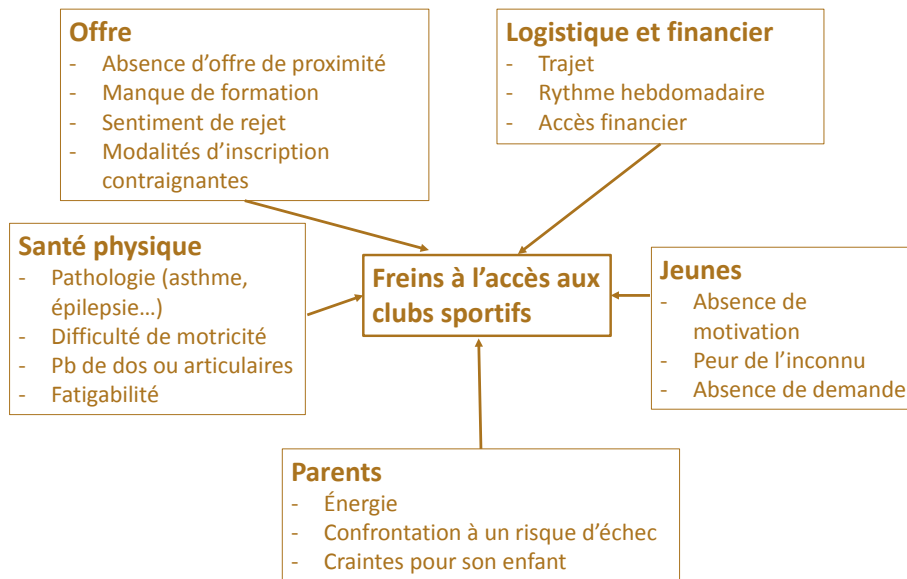 Offre
- Absence d'offre de proximité
- Manque de formation
- Sentiment de rejet
- Modalités d'inscription
contraignantes
Logistique et financier
- Trajet
- Rythme hebdomadaire
- Accès financier
Santé physique
- Pathologie (asthme,
épilepsie…)
- Difficulté de motricité
- Pb de dos ou articulaires
- Fatigabilité
Freins à l'accès aux
clubs sportifs
Jeunes
- Absence de
motivation
- Peur de l'inconnu
- Absence de demande
Parents
- Énergie
- Confrontation à un risque d'échec
- Craintes pour son enfant